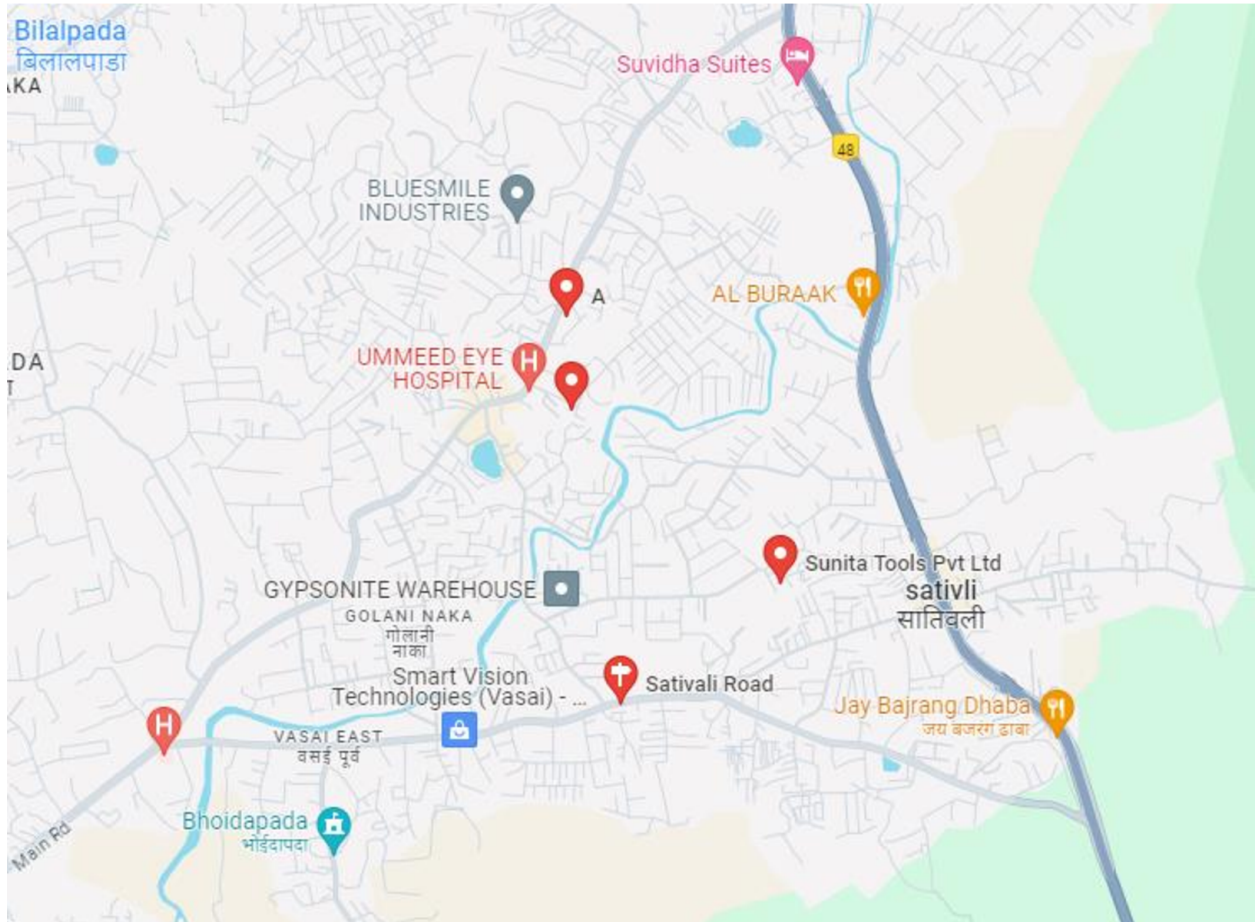 Bilalpada
बिलालपाडा
AKA
Suvidha Suites
48
BLUESMILE
INDUSTRIES
A
AL BURAAK
UMMEED EYE
HOSPITAL
H
DA
Sunita Tools Pvt Ltd
sativli
सातिवली
GYPSONITE WAREHOUSE
GOLANI NAKA
गोलानी
नाका
Smart Vision
Technologies (Vasai) - ...
Sativali Road
Jay Bajrang Dhaba
जय बजरंग ढाबा
H
VASAI EAST
वसई पूर्व
Bhoidapada
भोईदापदा
Main Rd